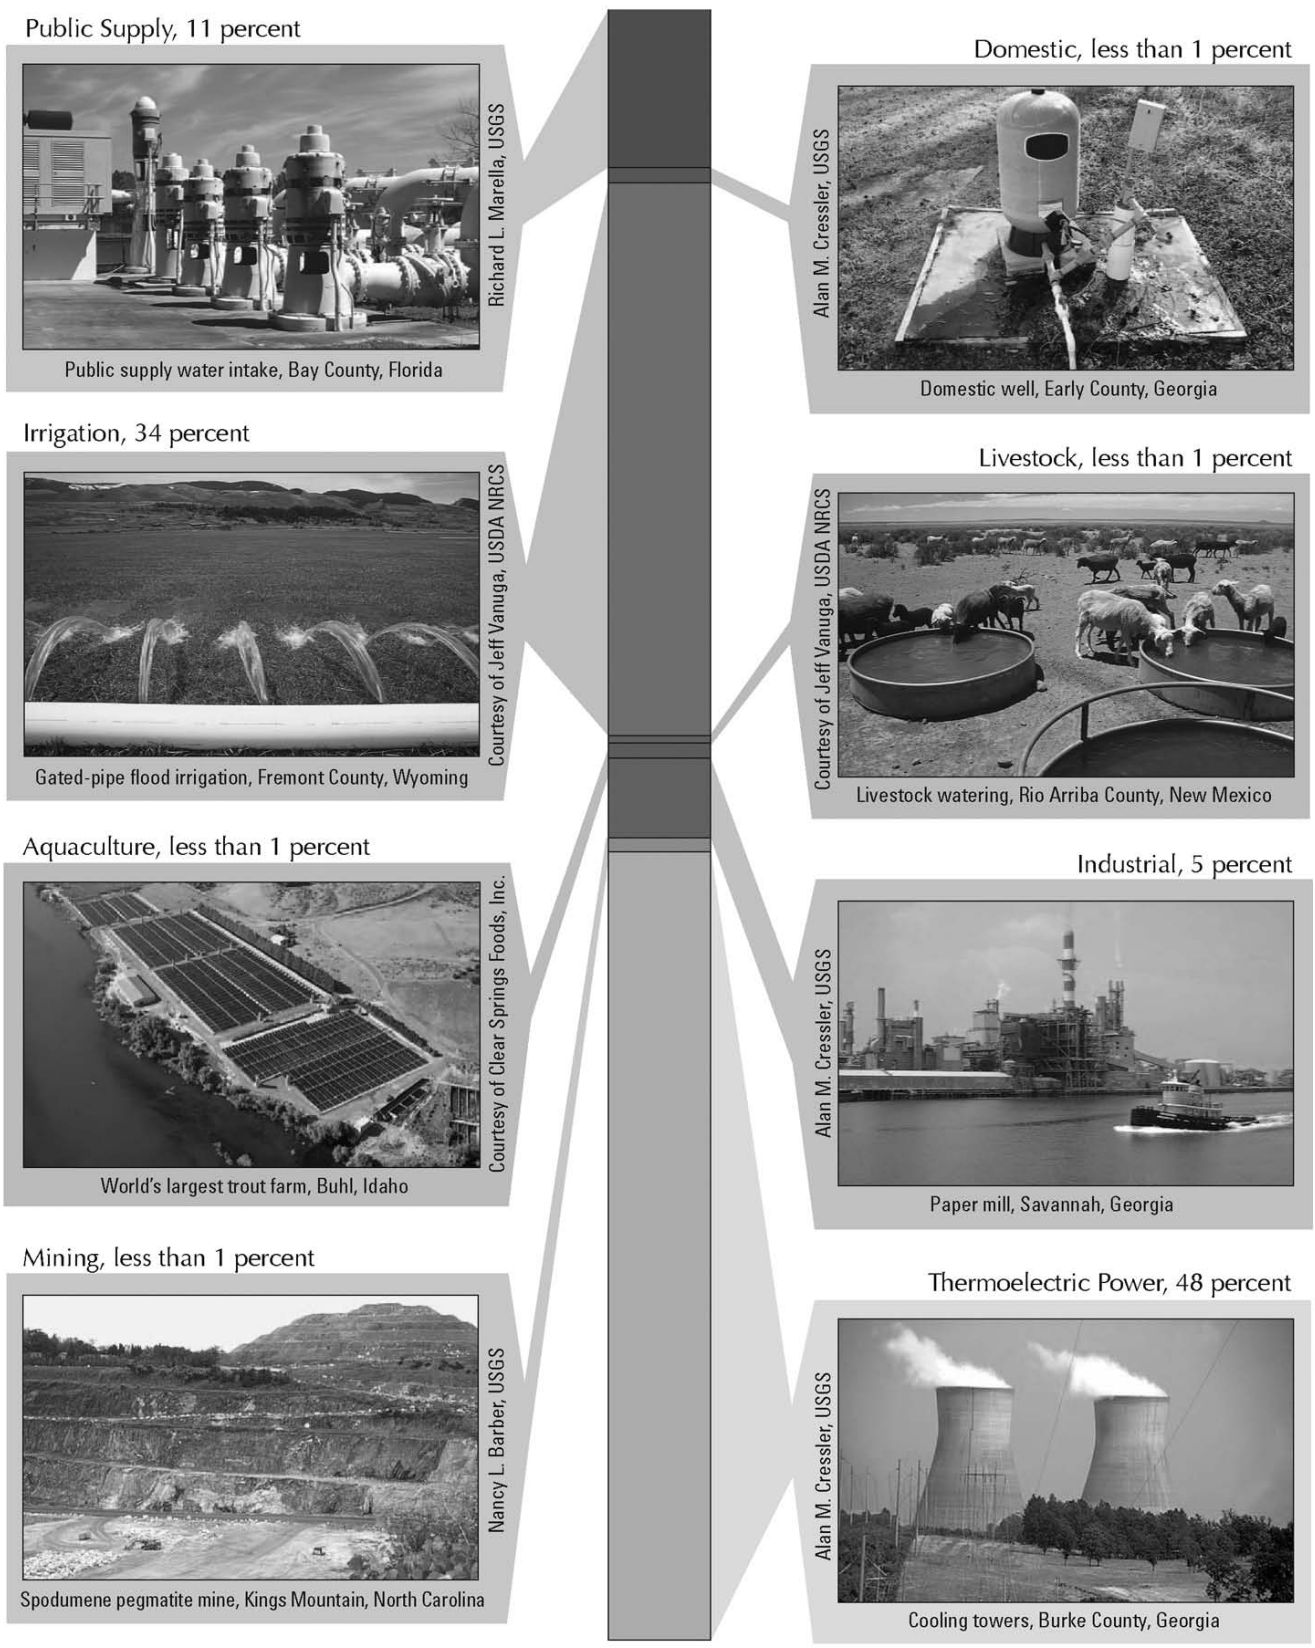 Public Supply, 11 percent
Richard L. Marella, USGS
Public supply water intake, Bay County, Florida
Domestic, less than 1 percent
Alan M. Cressler, USGS
Domestic well, Early County, Georgia
Irrigation, 34 percent
Courtesy of Jeff Vanuga, USDA NRCS
Gated-pipe flood irrigation, Fremont County, Wyoming
Livestock, less than 1 percent
Courtesy of Jeff Vanuga, USDA NRCS
Livestock watering, Rio Arriba County, New Mexico
Aquaculture, less than 1 percent
Courtesy of Clear Springs Foods, Inc.
World's largest trout farm, Buhl, Idaho
Industrial, 5 percent
Alan M. Cressler, USGS
Paper mill, Savannah, Georgia
Mining, less than 1 percent
Nancy L. Barber, USGS
Spodumene pegmatite mine, Kings Mountain, North Carolina
Thermoelectric Power, 48 percent
Alan M. Cressler, USGS
Cooling towers, Burke County, Georgia